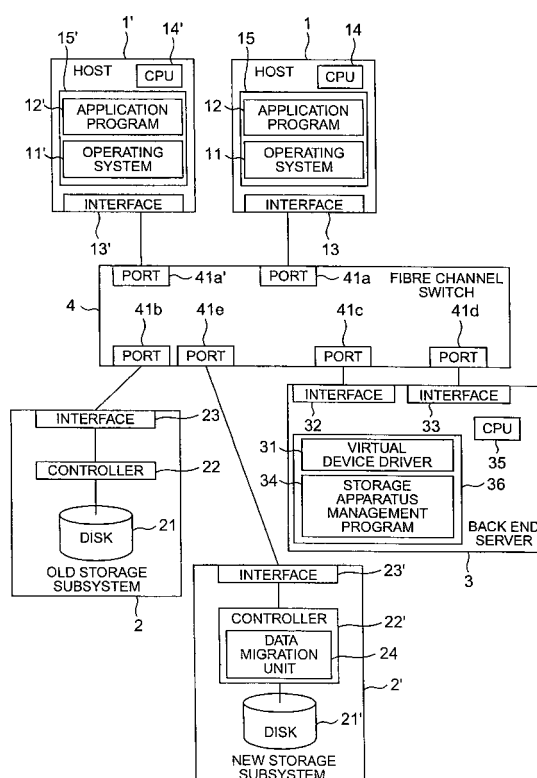 1'
14'
1
14
15'
HOST
CPU
15
HOST
CPU
12'
APPLICATION
PROGRAM
12
APPLICATION
PROGRAM
11'
OPERATING
SYSTEM
11
OPERATING
SYSTEM
INTERFACE
INTERFACE
13'
13
PORT
41a'
PORT
41a
FIBRE CHANNEL
SWITCH
4
41b
41e
41c
41d
PORT
PORT
PORT
PORT
INTERFACE
INTERFACE
INTERFACE
23
32
33
CPU
35
CONTROLLER
22
31
VIRTUAL
DEVICE DRIVER
34
STORAGE
APPARATUS
MANAGEMENT
PROGRAM
36
DISK
21
BACK END
SERVER
3
OLD STORAGE
SUBSYSTEM
2
INTERFACE
23'
CONTROLLER
22'
DATA
MIGRATION
UNIT
24
2'
DISK
21'
NEW STORAGE
SUBSYSTEM